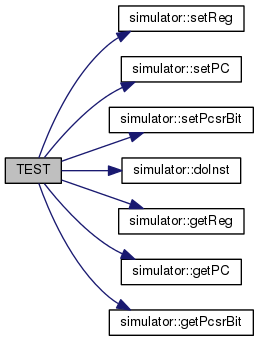 simulator::setReg
simulator::setPC
simulator::setPcsrBit
TEST
simulator::doInst
simulator::getReg
simulator::getPC
simulator::getPcsrBit